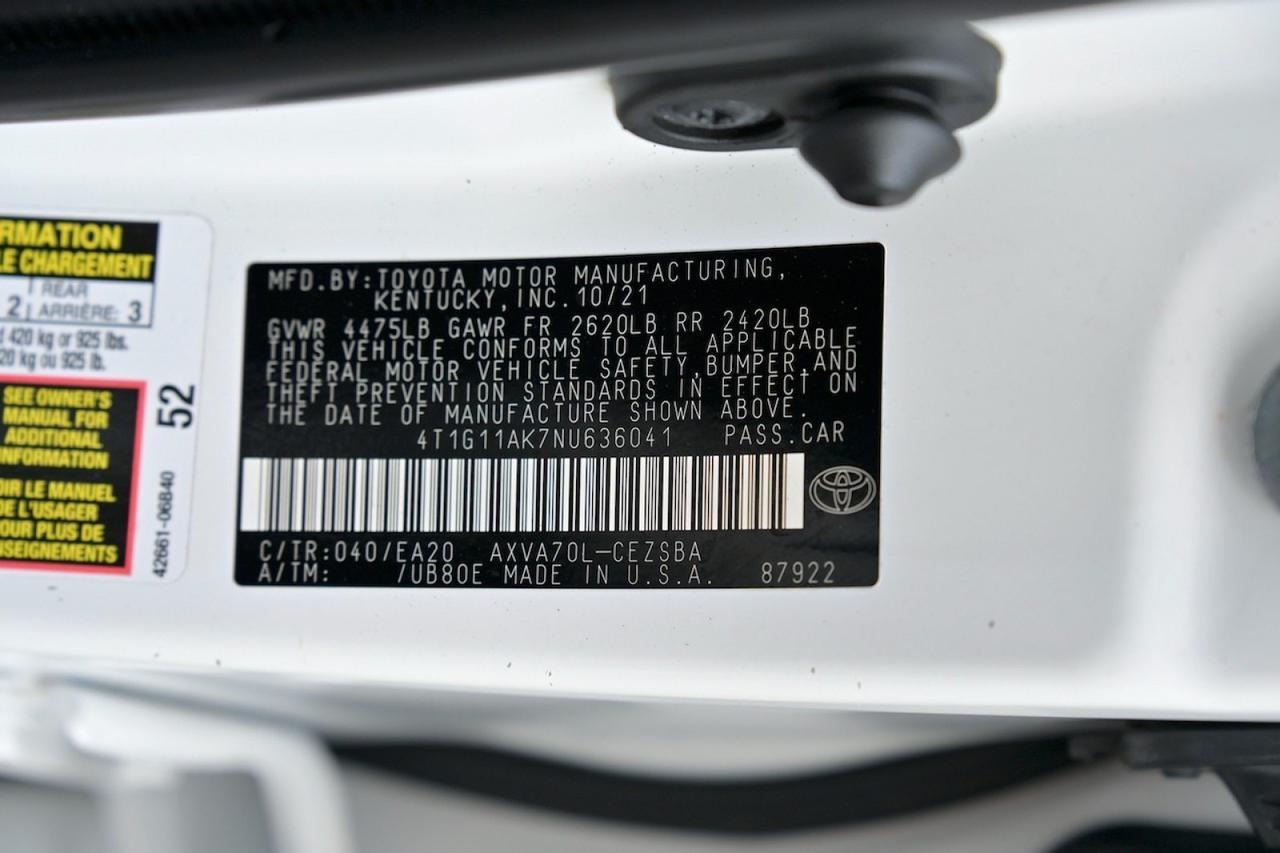 RMATION
LE CHARGEMENT
REAR
2 ARRIÈRE: 3
420 kg or 925 lbs.
20 kg ou 925 lb.
SEE OWNER'S
MANUAL FOR
ADDITIONAL
INFORMATION
OIR LE MANUEL
DE L'USAGER
POUR PLUS DE
NSEIGNEMENTS
52
42661-06B40
MFD.BY:TOYOTA MOTOR MANUFACTURING,
KENTUCKY,INC.10/21
GVWR 4475LB GAWR FR 2620LB RR 2420LB
THIS VEHICLE CONFORMS TO ALL APPLICABLE
FEDERAL MOTOR VEHICLE SAFETY,BUMPER,AND
THEFT PREVENTION STANDARDS IN EFFECT ON
THE DATE OF MANUFACTURE SHOWN ABOVE.
4T1G11AK7NU636041 PASS.CAR
C/TR:040/EA20 AXVA70L-CEZSBA
A/TM: /UB80E MADE IN U.S.A. 87922